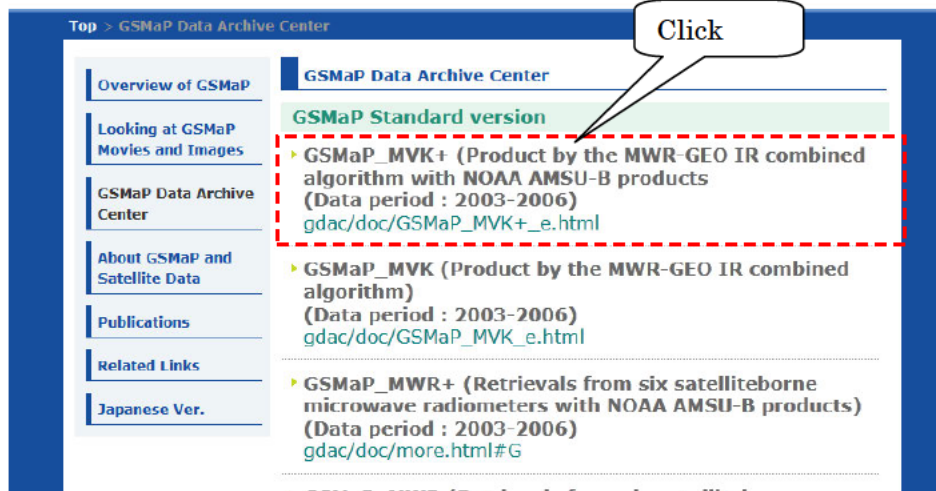 Top > GSMaP Data Archive Center
Click
Overview of GSMaP
Looking at GSMaP
Movies and Images
GSMaP Data Archive
Center
About GSMaP and
Satellite Data
Publications
Related Links
Japanese Ver.
GSMaP Data Archive Center
GSMaP Standard version
GSMaP_MVK+ (Product by the MWR-GEO IR combined
algorithm with NOAA AMSU-B products
(Data period : 2003-2006)
gdac/doc/GSMaP_MVK+_e.html
GSMaP_MVK (Product by the MWR-GEO IR combined
algorithm)
(Data period : 2003-2006)
gdac/doc/GSMaP_MVK_e.html
GSMaP_MWR+ (Retrievals from six satelliteborne
microwave radiometers with NOAA AMSU-B products)
(Data period : 2003-2006)
gdac/doc/more.html#G